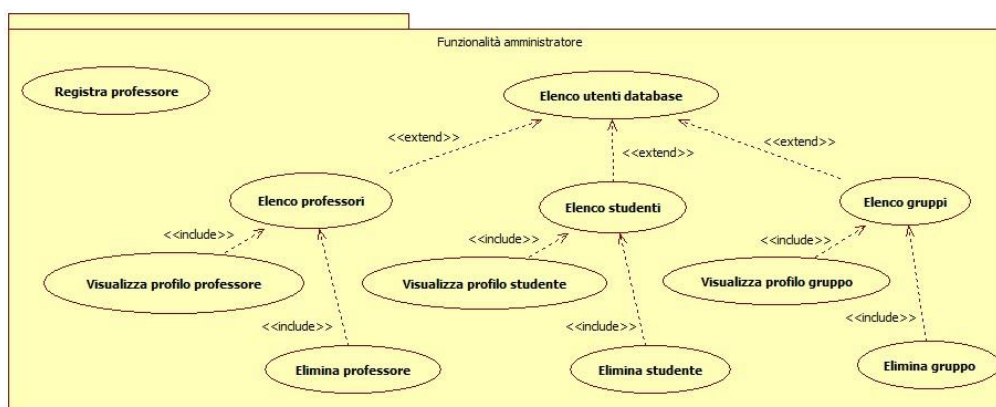 Funzionalità amministratore
Registra professore
Elenco utenti database
<<extend>>
<<extend>>
<<extend>>
Elenco professori
Elenco studenti
Elenco gruppi
<<include>>
<<include>>
<<include>>
Visualizza profilo professore
Visualizza profilo studente
Visualizza profilo gruppo
<<include>>
<<include>>
<<include>>
Elimina professore
Elimina studente
Elimina gruppo